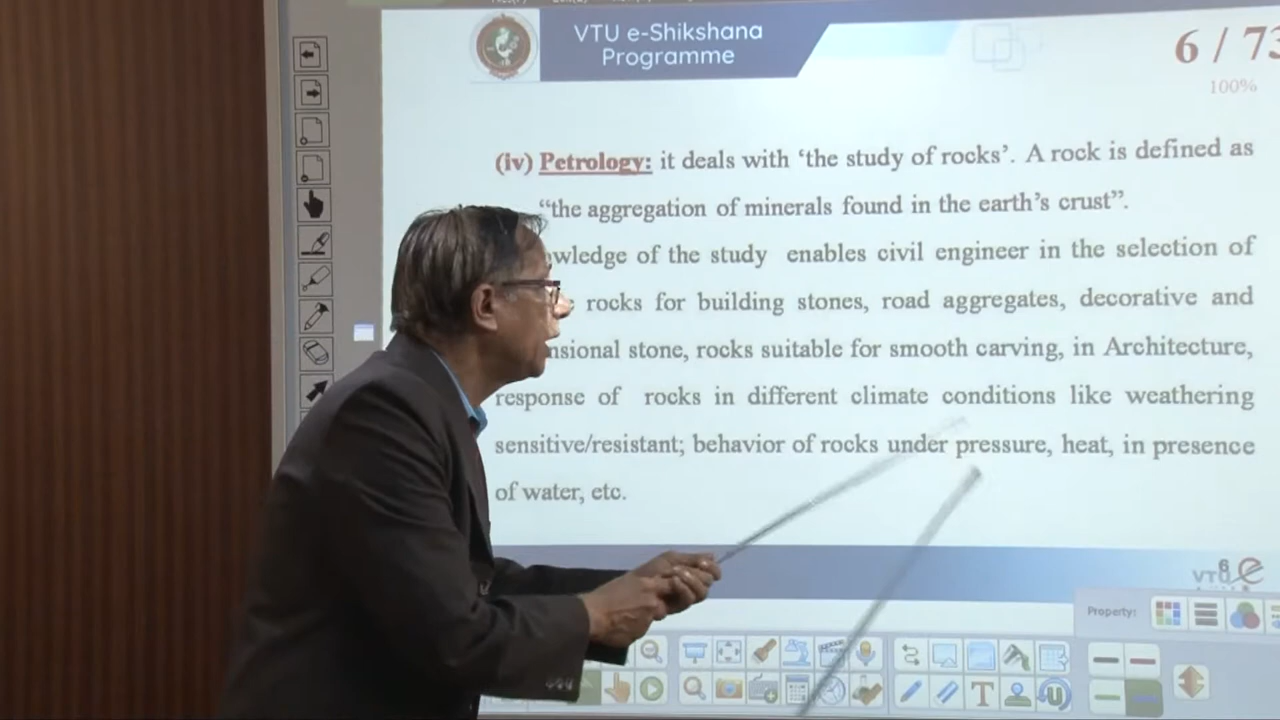 VTU e-Shikshana
Programme
6 / 73
100%
(iv) Petrology: it deals with ‘the study of rocks’. A rock is defined as
“the aggregation of minerals found in the earth’s crust”.
of the study enables civil engineer in the selection of
rocks for building stones, road aggregates, decorative and
stone, rocks suitable for smooth carving, in Architecture,
response of rocks in different climate conditions like weathering
sensitive/resistant; behavior of rocks under pressure, heat, in presence
of water, etc.
VTU e
6
Property: